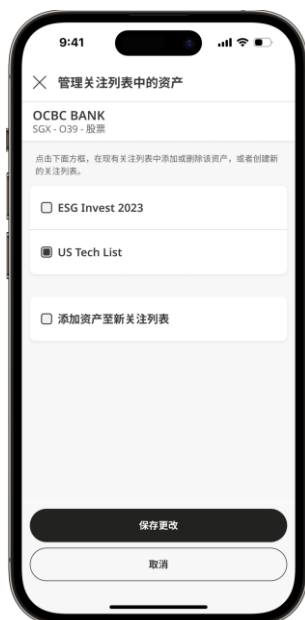 9:41
管理关注列表中的资产
OCBC BANK
SGX - O39 - 股票
点击下面方框，在现有关注列表中添加或删除该资产，或者创建新
的关注列表。
ESG Invest 2023
US Tech List
添加资产至新关注列表
保存更改
取消